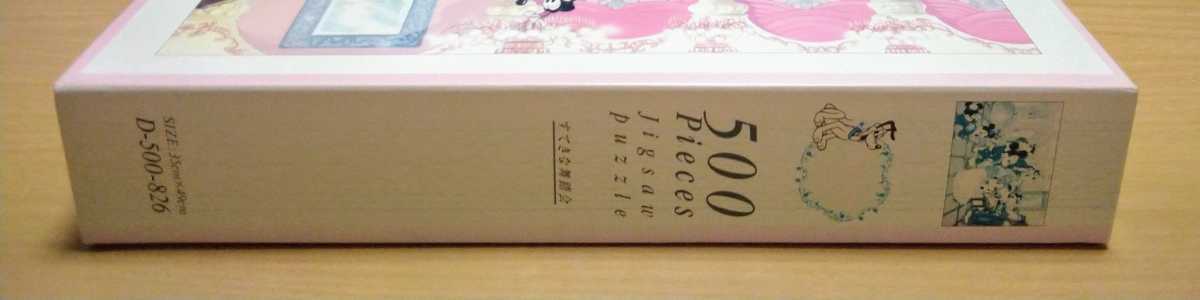 500
Pieces
Jigsaw
puzzle
すてきな舞踏会
SIZE 35cm×49cm
D-500-826